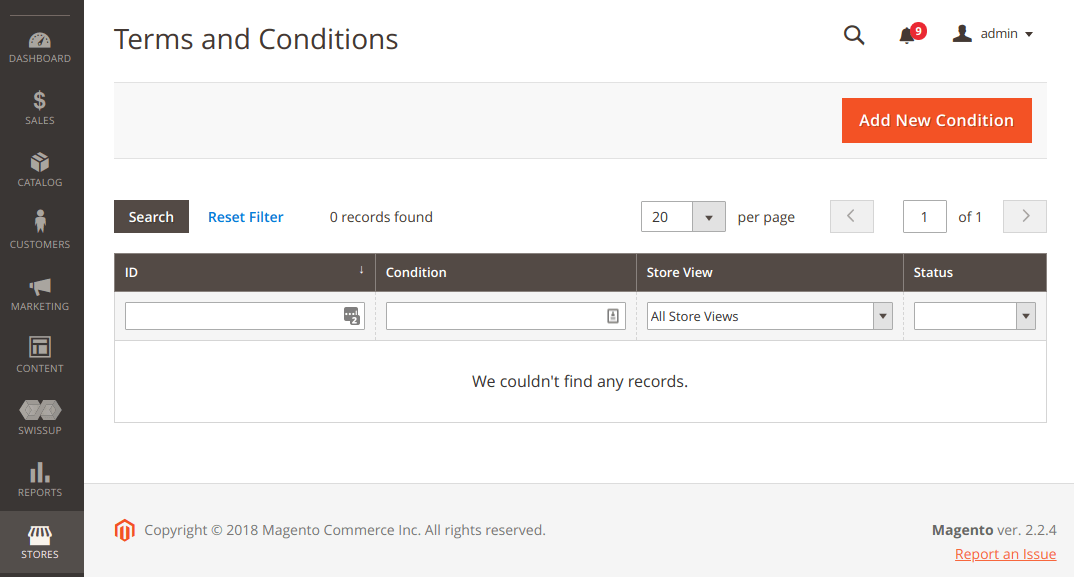 Terms and Conditions
9
admin
DASHBOARD
SALES
CATALOG
CUSTOMERS
MARKETING
CONTENT
SWISSUP
REPORTS
STORES
Add New Condition
Search Reset Filter 0 records found 20 per page 1 of 1
ID ↓ Condition Store View Status
2 All Store Views
We couldn't find any records.
Copyright © 2018 Magento Commerce Inc. All rights reserved.
Magento ver. 2.2.4
Report an Issue